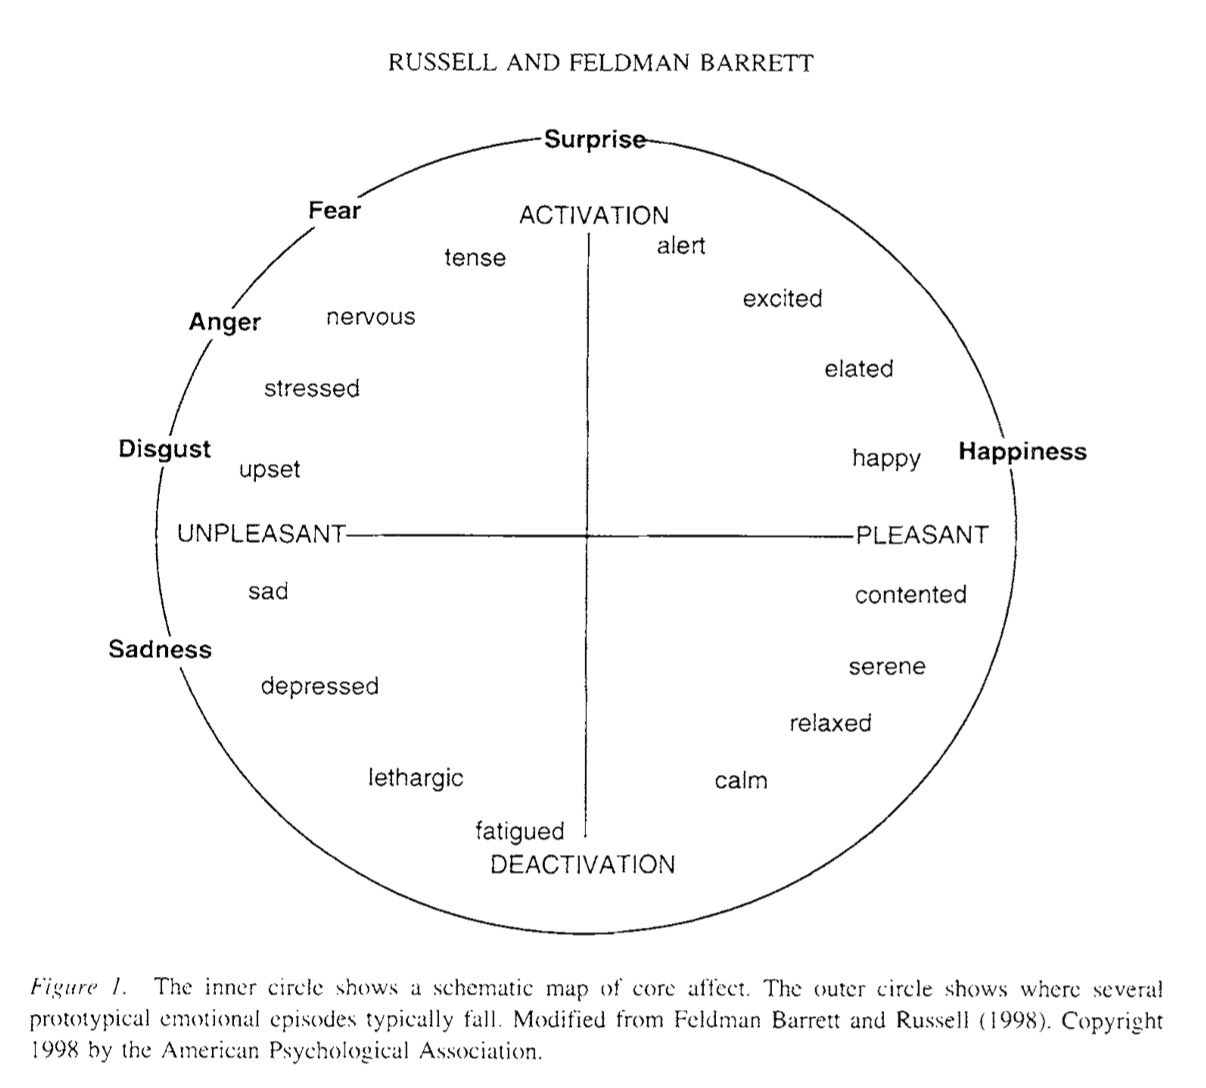 RUSSELL AND FELDMAN BARRETT
Surprise
Fear
ACTIVATION
tense
alert
excited
Anger
nervous
elated
stressed
Disgust
upset
happy
Happiness
UNPLEASANT
PLEASANT
sad
contented
Sadness
depressed
serene
relaxed
lethargic
calm
fatigued
DEACTIVATION
Figure 1. The inner circle shows a schematic map of core affect. The outer circle shows where several
prototypical emotional episodes typically fall. Modified from Feldman Barrett and Russell (1998). Copyright
1998 by the American Psychological Association.